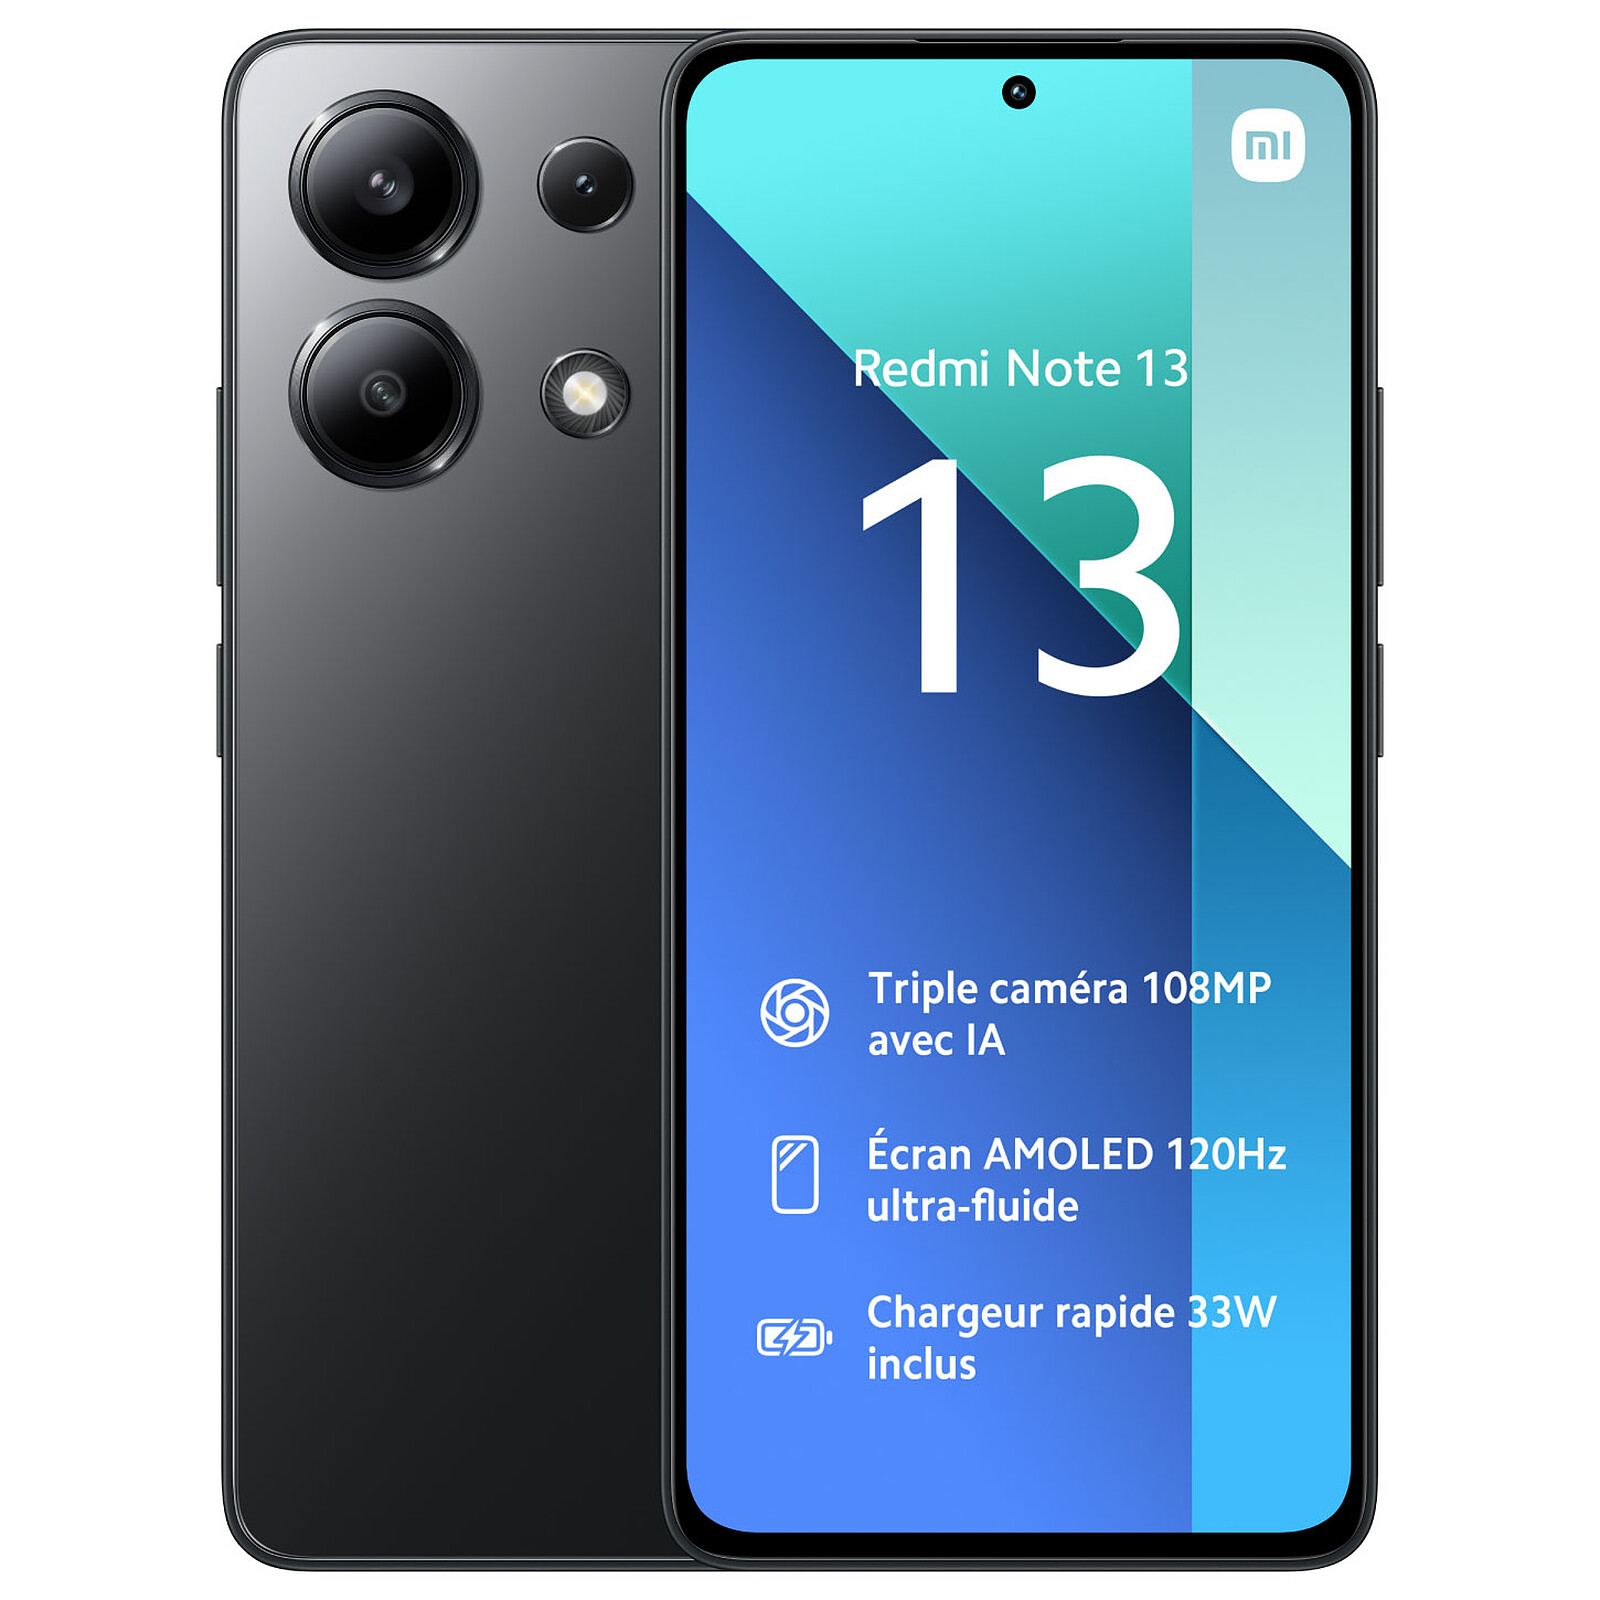 mi
Redmi Note 13
13
Triple caméra 108MP
avec IA
Écran AMOLED 120Hz
ultra-fluide
Chargeur rapide 33W
inclus